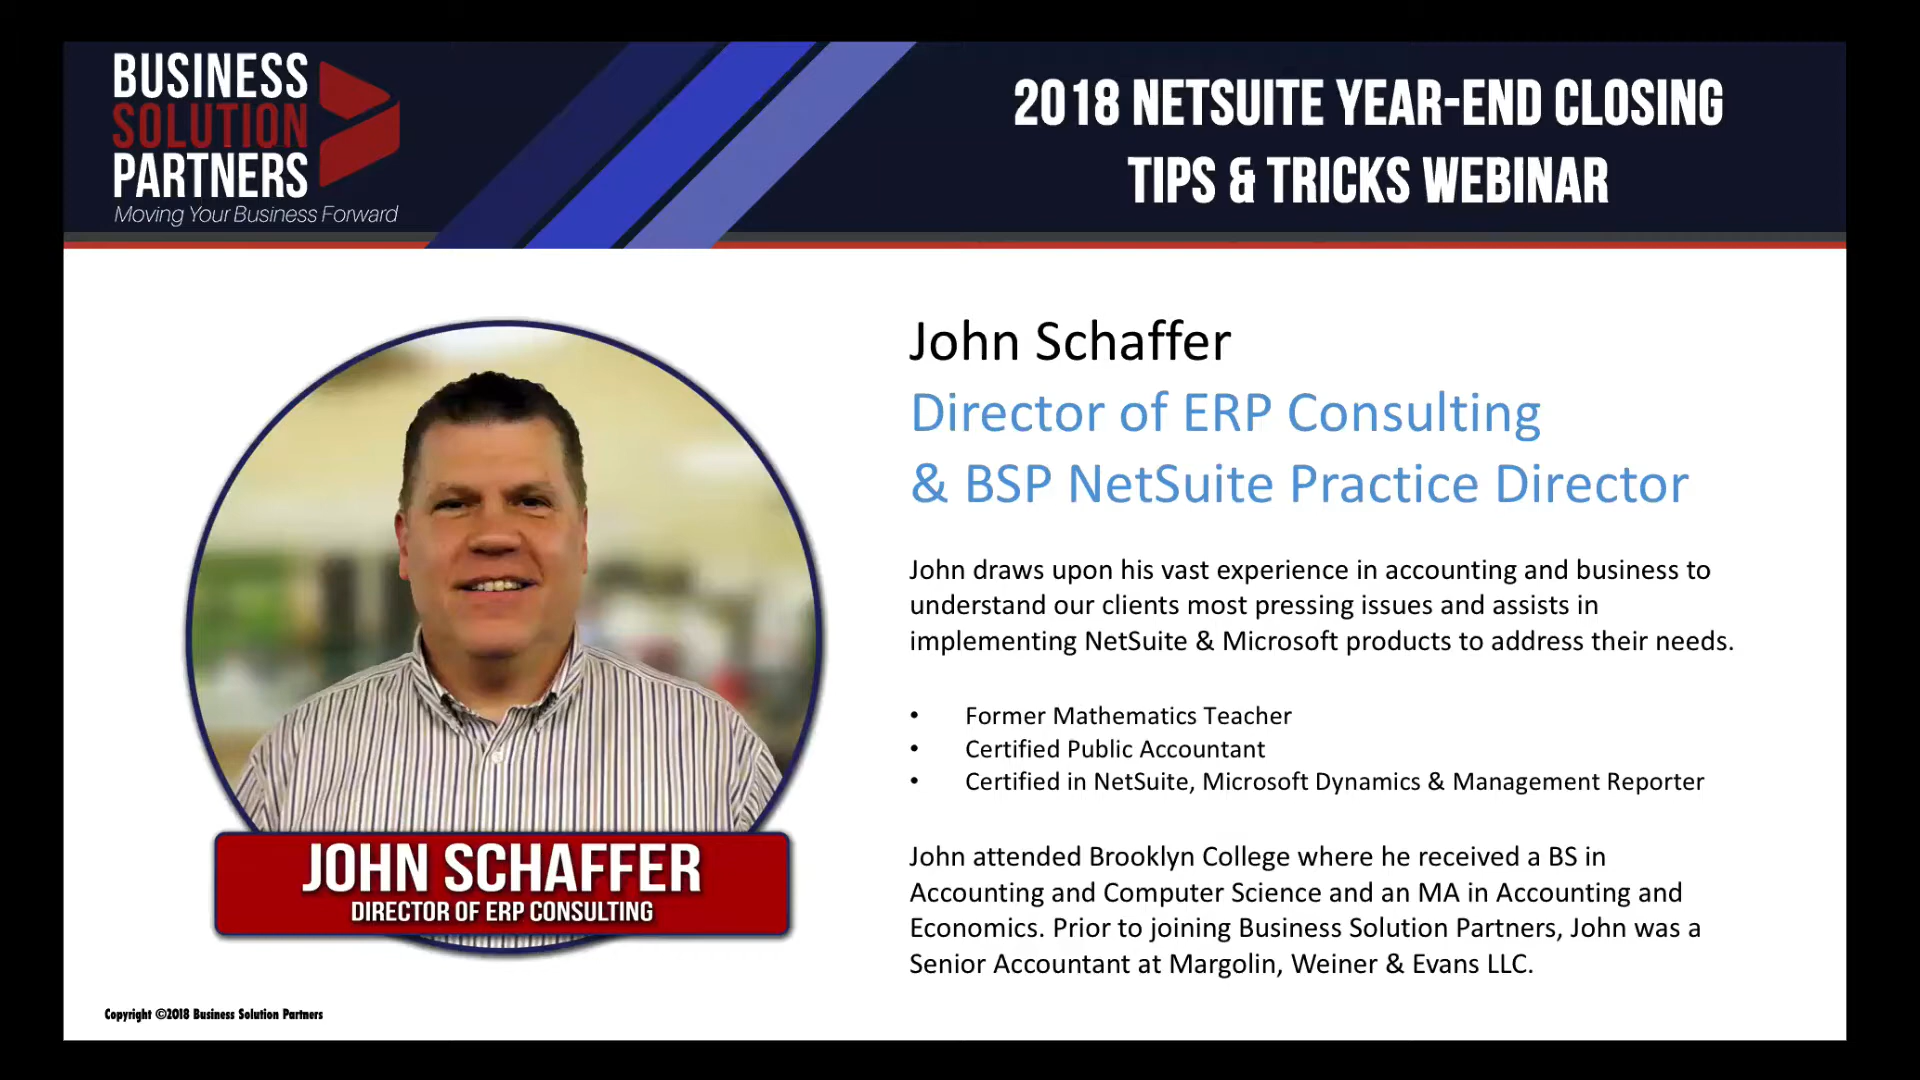 BUSINESS
SOLUTION
PARTNERS
Moving Your Business Forward
2018 NETSUITE YEAR-END CLOSING
TIPS & TRICKS WEBINAR
John Schaffer
Director of ERP Consulting
& BSP NetSuite Practice Director
John draws upon his vast experience in accounting and business to
understand our clients most pressing issues and assists in
implementing NetSuite & Microsoft products to address their needs.
• Former Mathematics Teacher
• Certified Public Accountant
• Certified in NetSuite, Microsoft Dynamics & Management Reporter
John attended Brooklyn College where he received a BS in
Accounting and Computer Science and an MA in Accounting and
Economics. Prior to joining Business Solution Partners, John was a
Senior Accountant at Margolin, Weiner & Evans LLC.
JOHN SCHAFFER
DIRECTOR OF ERP CONSULTING
Copyright ©2018 Business Solution Partners